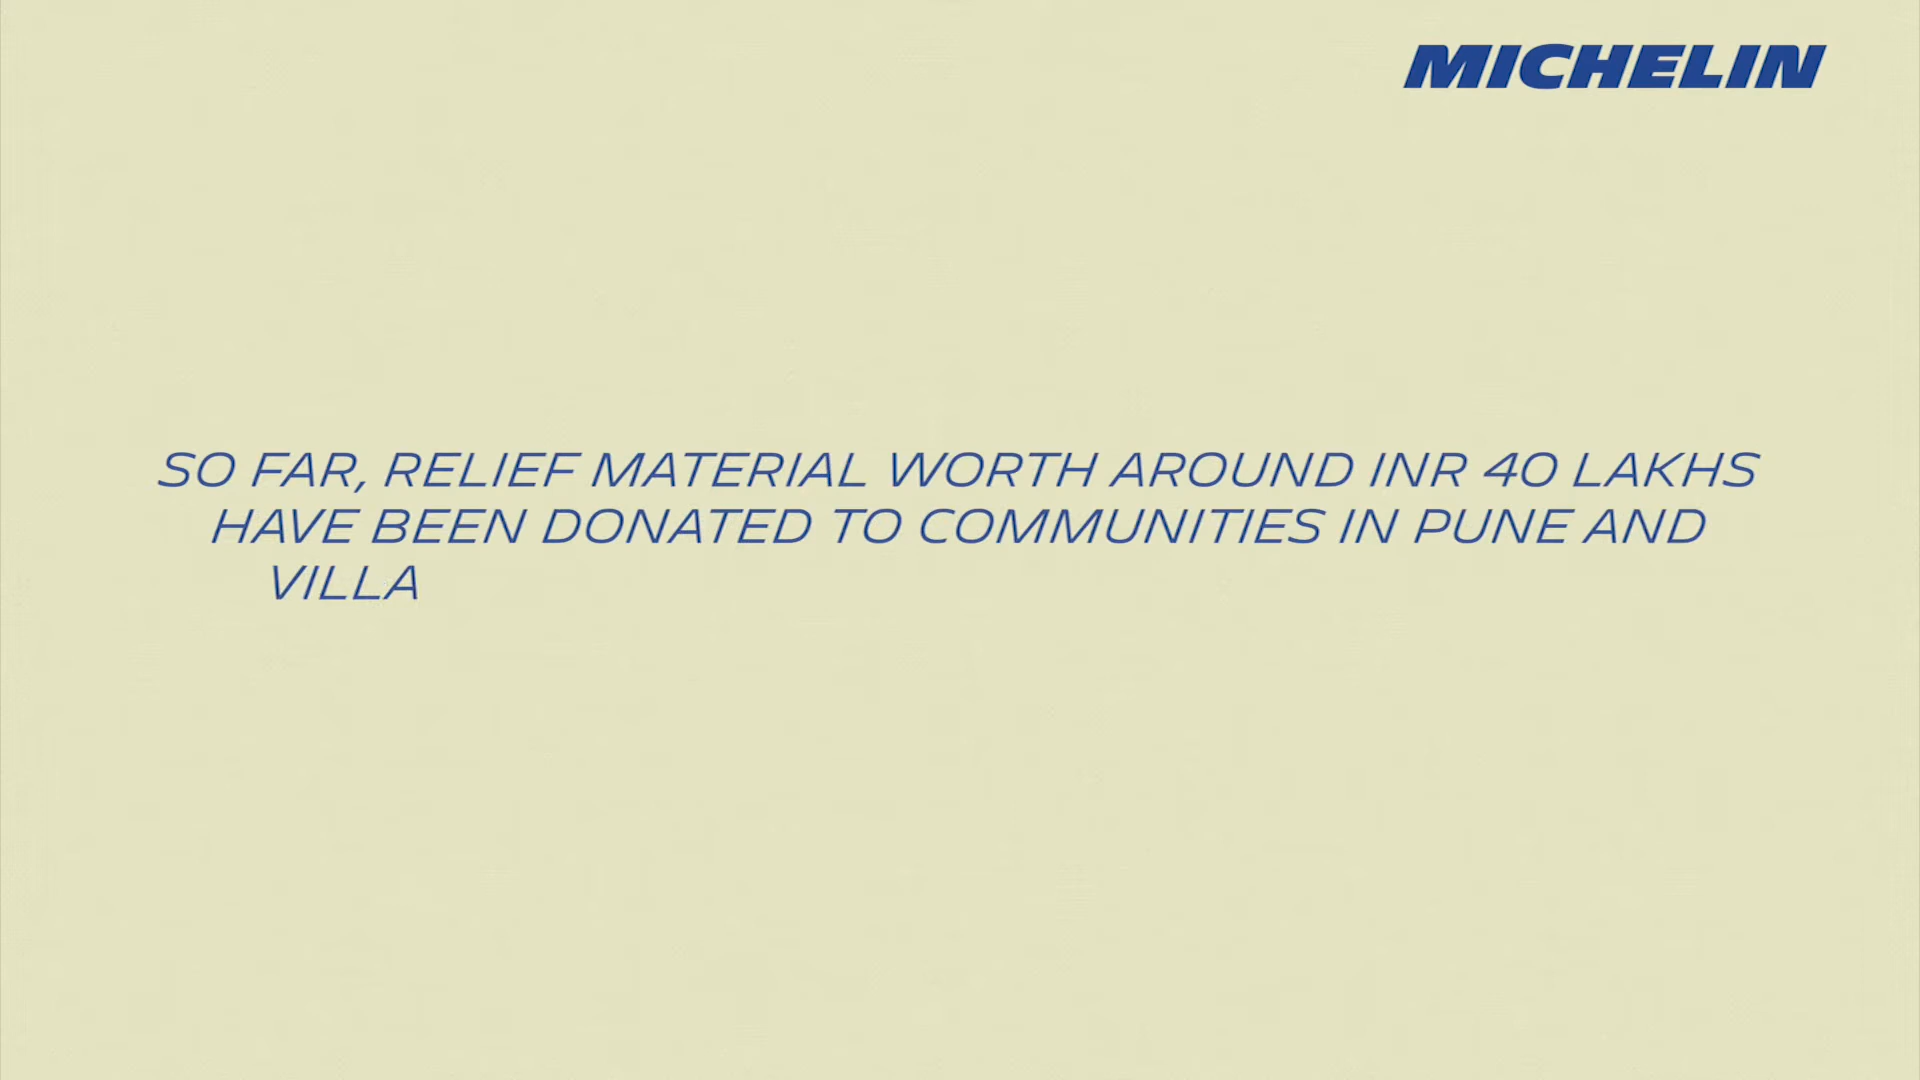 MICHELIN
SO FAR, RELIEF MATERIAL WORTH AROUND INR 40 LAKHS
HAVE BEEN DONATED TO COMMUNITIES IN PUNE AND
VILLA